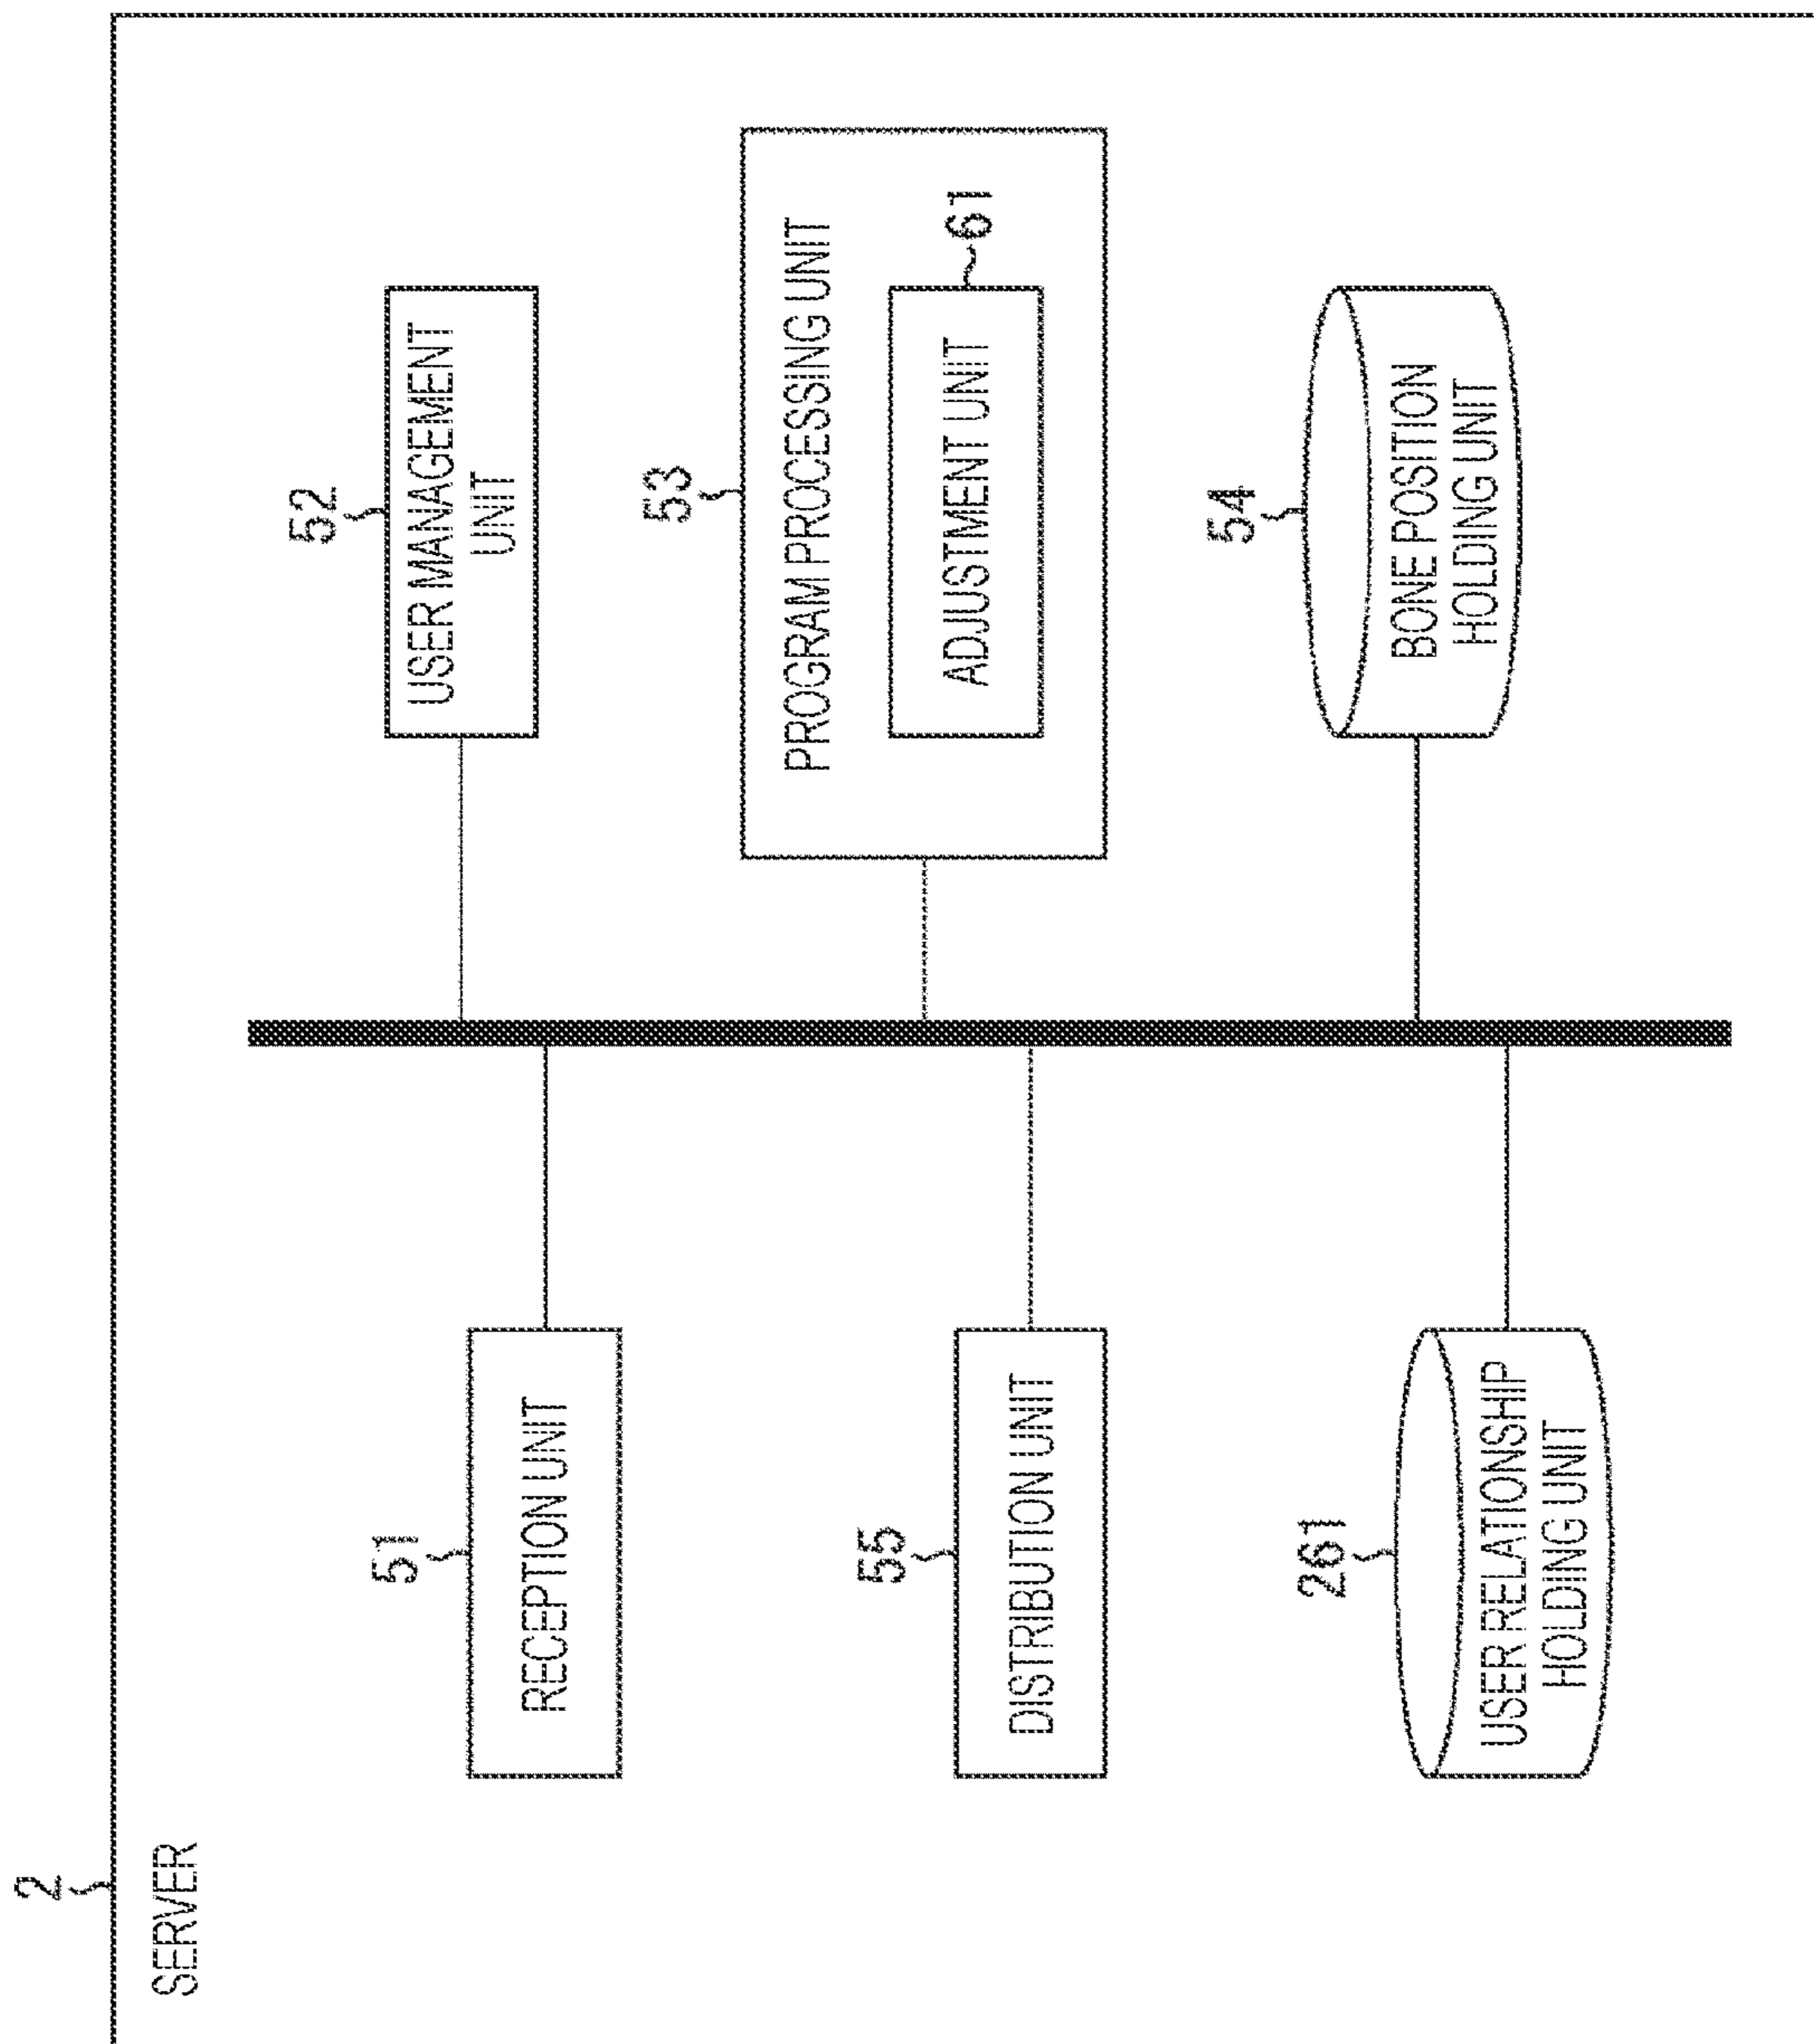 2
SERVER
51
RECEPTION UNIT
52
USER MANAGEMENT
UNIT
53
PROGRAM PROCESSING UNIT
61
ADJUSTMENT UNIT
55
DISTRIBUTION UNIT
54
BONE POSITION
HOLDING UNIT
261
USER RELATIONSHIP
HOLDING UNIT